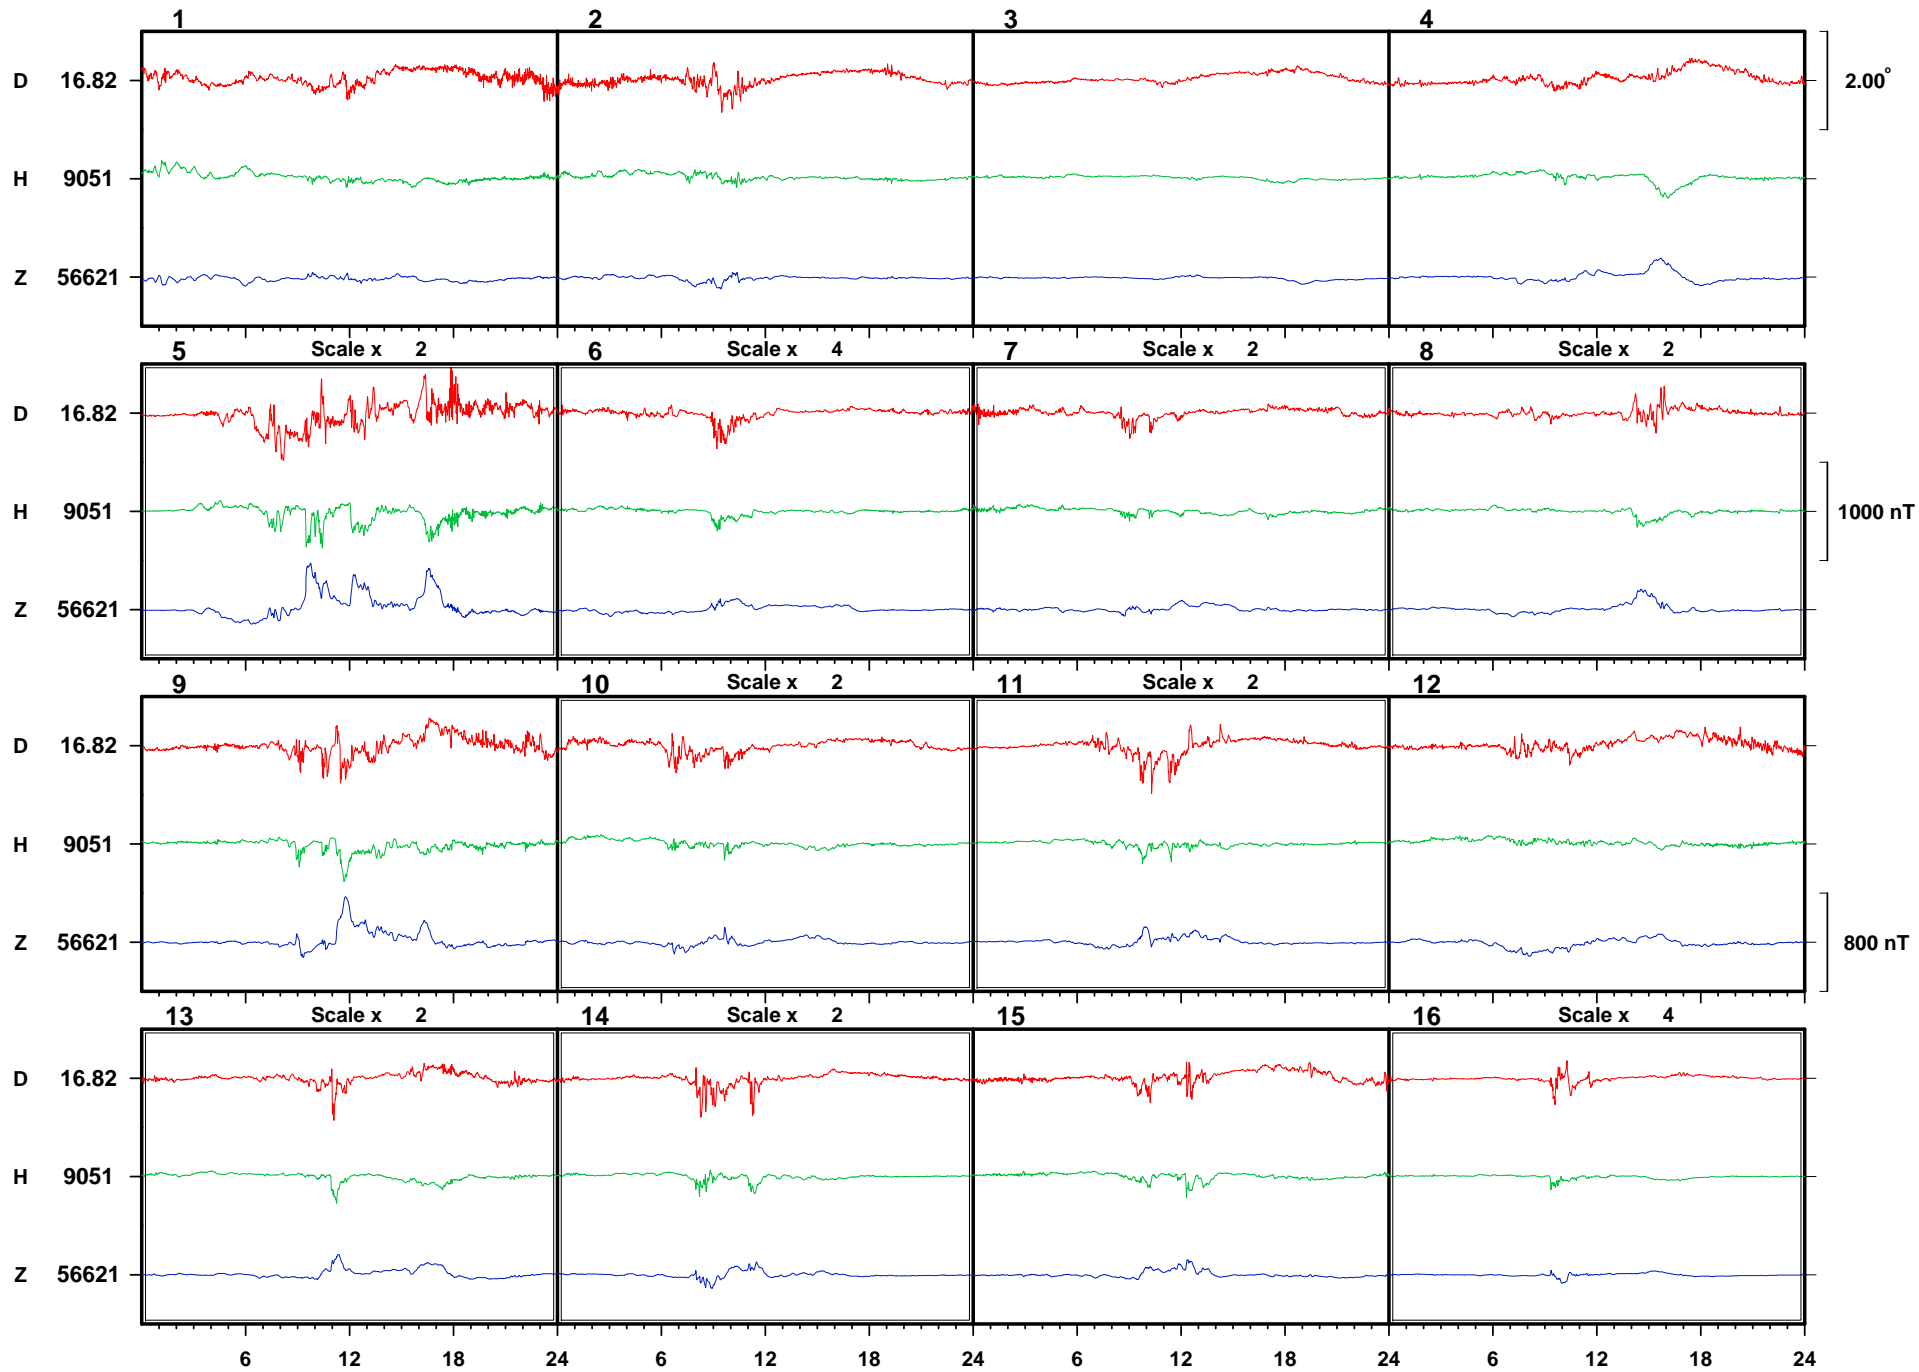 1 2 3 4
D 16.82 2.00°
H 9051
Z 56621
5 Scale x 2 6 Scale x 4 7 Scale x 2 8 Scale x 2
D 16.82
H 9051 1000 nT
Z 56621
9 10 Scale x 2 11 Scale x 2 12
D 16.82
H 9051
Z 56621 800 nT
13 Scale x 2 14 Scale x 2 15 16 Scale x 4
D 16.82
H 9051
Z 56621
6 12 18 24 6 12 18 24 6 12 18 24 6 12 18 24